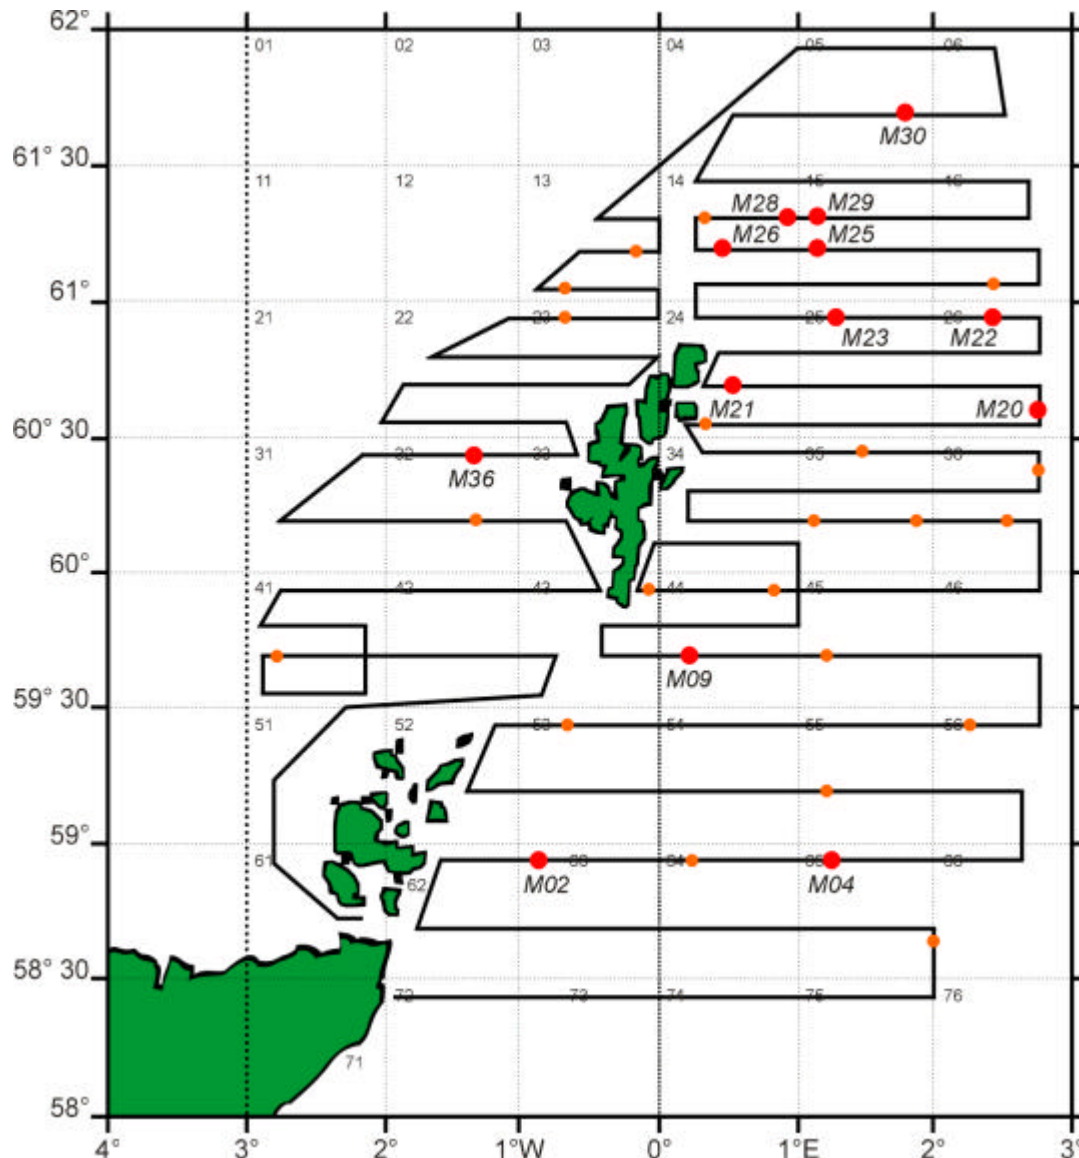 62°
01 02 03 04 05 06
M30
61° 30
11 12 13 14 15 16
M28 M29
M26 M25
61°
21 22 23 24 25 26
M23 M22
M21 M20
60° 30
31 32 33 34 35 36
M36
60°
41 42 43 44 45 46
M09
59° 30
51 52 53 54 55 56
59°
61 63 64 65 66
62 M02 M04
58° 30
72 73 74 75 76
71
58°
4° 3° 2° 1°W 0° 1°E 2° 3°